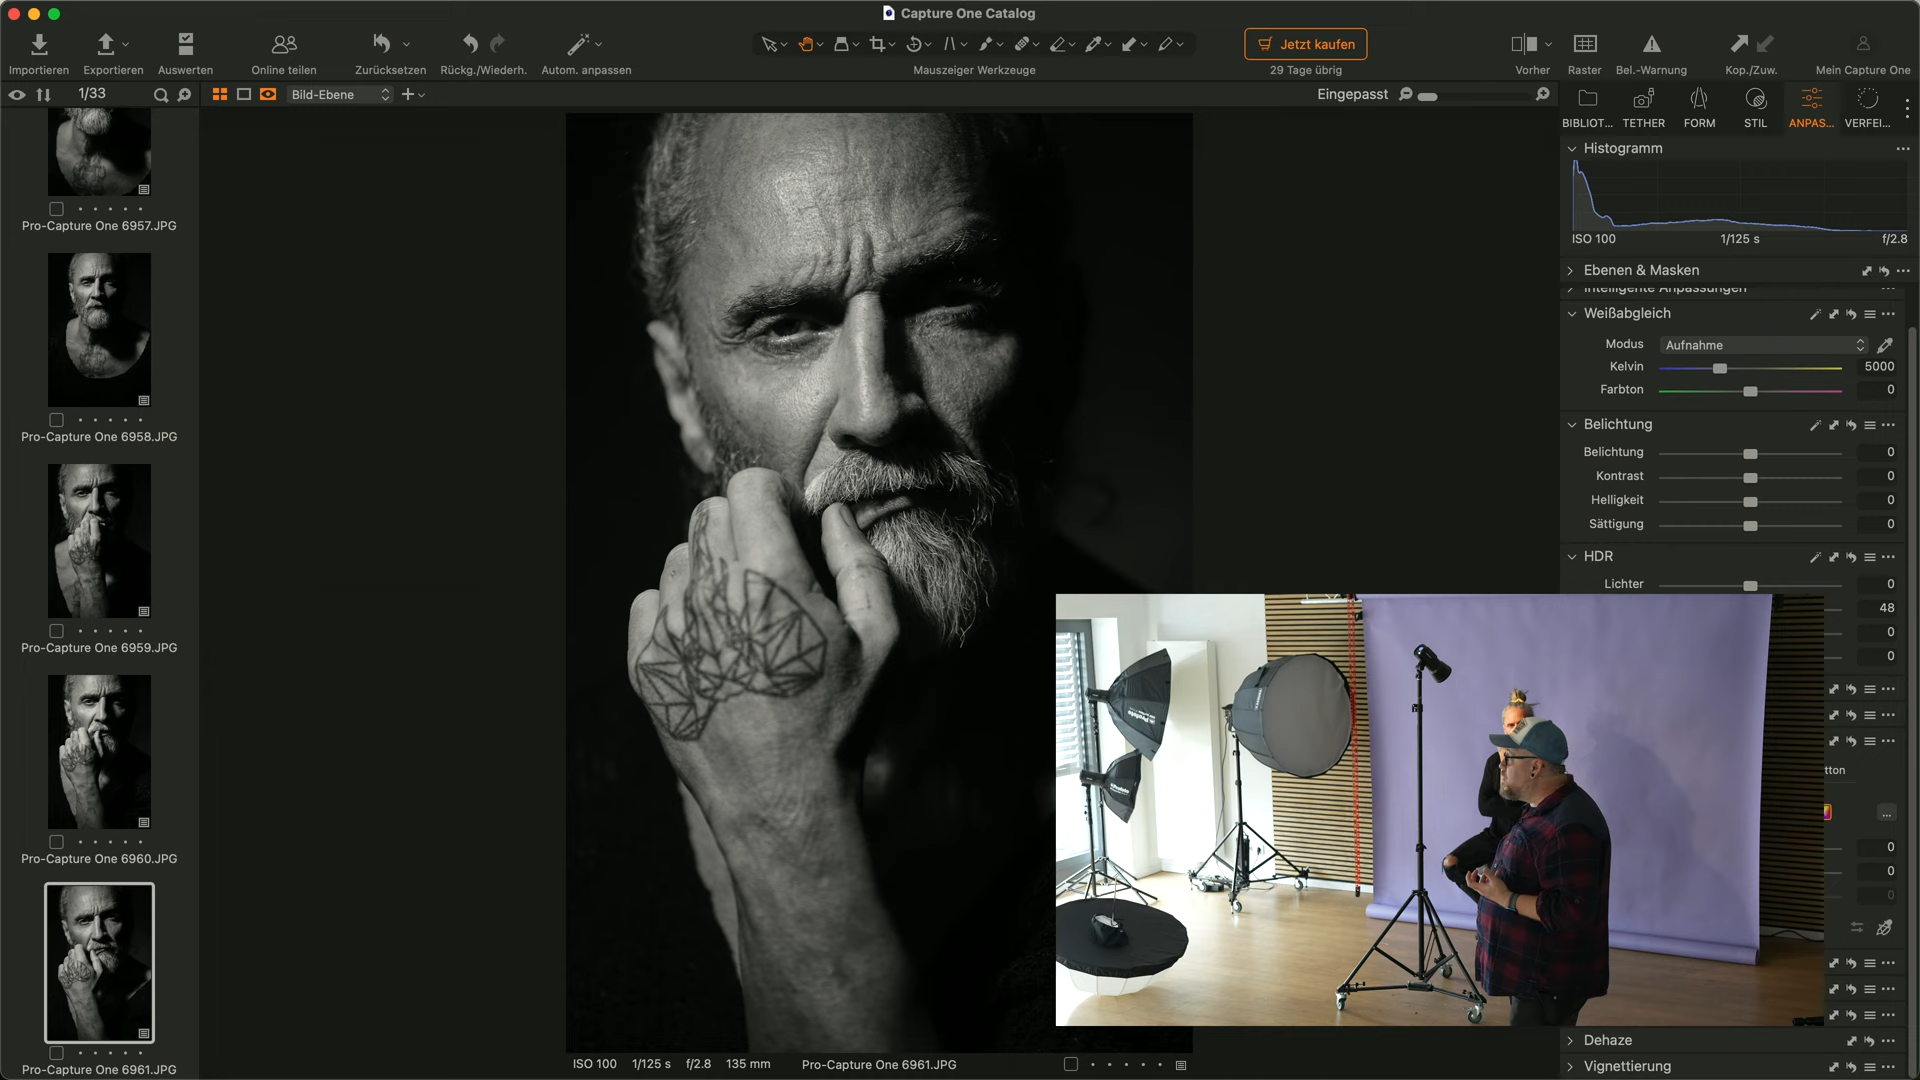 Capture One Catalog
Importieren
Exportieren
Auswerten
Online teilen
Zurücksetzen
Rückg./Wiederh.
Autom. anpassen
Mauszeiger Werkzeuge
Jetzt kaufen
29 Tage übrig
Vorher
Raster
Bel.-Warnung
Kop./Zuw.
Mein Capture One
1/33
Bild-Ebene
Eingepasst
BIBLIOT...
TETHER
FORM
STIL
ANPAS...
VERFEI...
Histogramm
ISO 100
1/125 s
f/2.8
Ebenen & Masken
Intelligente Anpassungen
Weißabgleich
Modus
Aufnahme
Kelvin
5000
Farbton
0
Belichtung
Belichtung
0
Kontrast
0
Helligkeit
0
Sättigung
0
HDR
Lichter
0
48
0
0
tton
...
0
0
0
Dehaze
Vignettierung
Pro-Capture One 6957.JPG
Pro-Capture One 6958.JPG
Pro-Capture One 6959.JPG
Pro-Capture One 6960.JPG
Pro-Capture One 6961.JPG
ISO 100
1/125 s
f/2.8
135 mm
Pro-Capture One 6961.JPG
Profoto